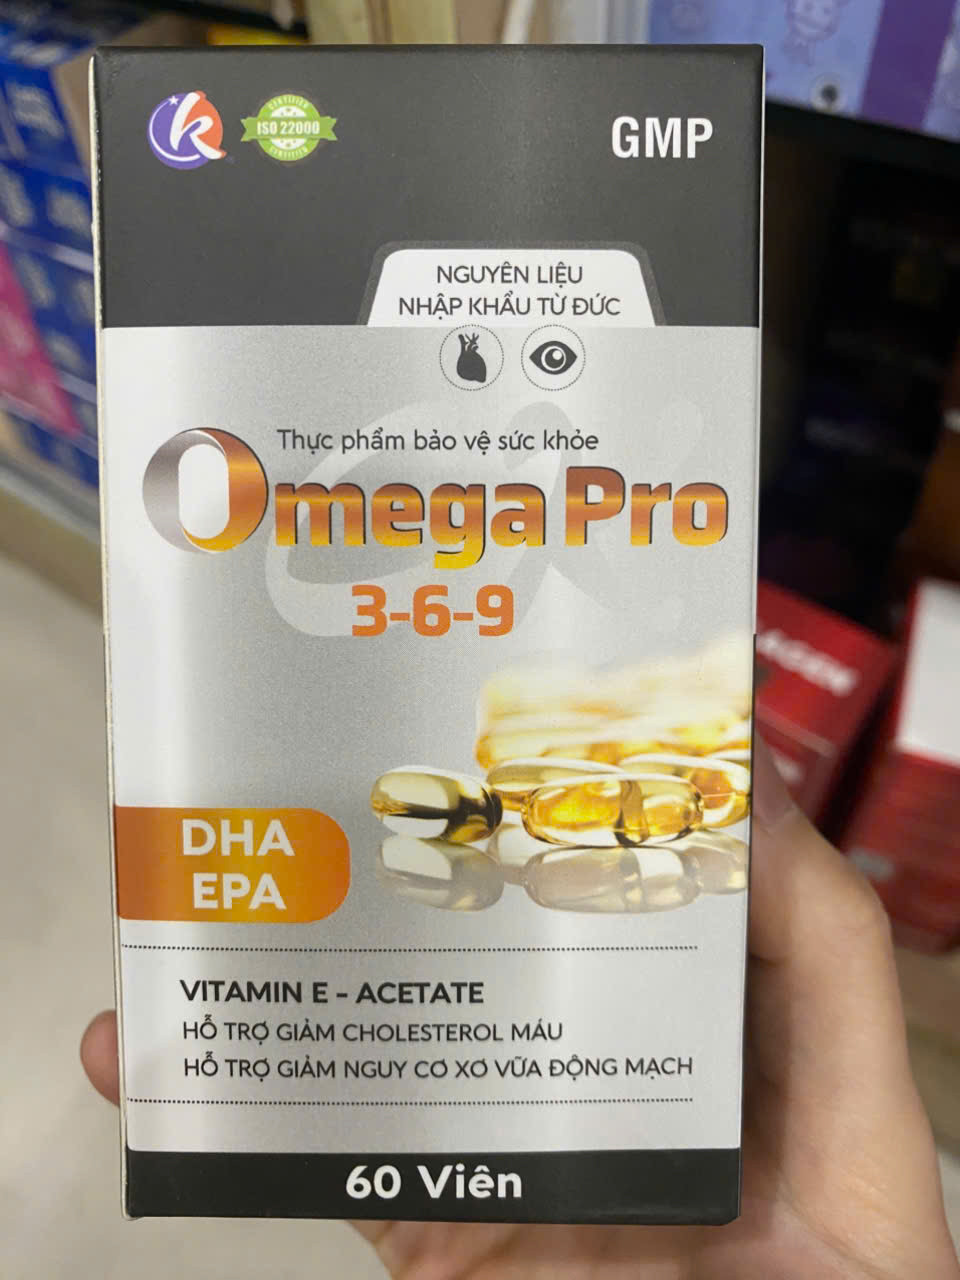 k
CERTIFIED
ISO 22000
CERTIFIED
GMP
NGUYÊN LIỆU
NHẬP KHẨU TỪ ĐỨC
Thực phẩm bảo vệ sức khỏe
Omega Pro
3-6-9
DHA
EPA
VITAMIN E - ACETATE
HỖ TRỢ GIẢM CHOLESTEROL MÁU
HỖ TRỢ GIẢM NGUY CƠ XƠ VỮA ĐỘNG MẠCH
60 Viên